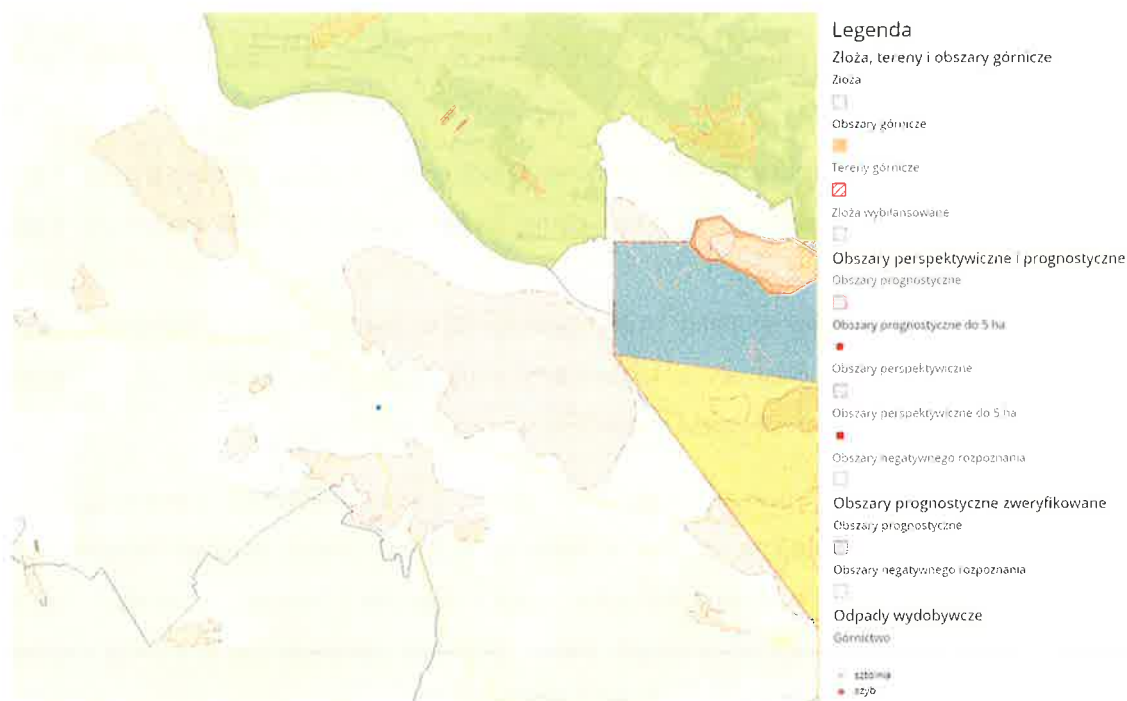 Legenda
Złoża, tereny i obszary górnicze
Złoża
Obszary górnicze
Tereny górnicze
Złoża wybilansowane
Obszary perspektywiczne i prognostyczne
Obszary prognostyczne
Obszary prognostyczne do 5 ha
Obszary perspektywiczne
Obszary perspektywiczne do 5 ha
Obszary negatywnego rozpoznania
Obszary prognostyczne zweryfikowane
Obszary prognostyczne
Obszary negatywnego rozpoznania
Odpady wydobywcze
Górnictwo
sztolnia
szyb